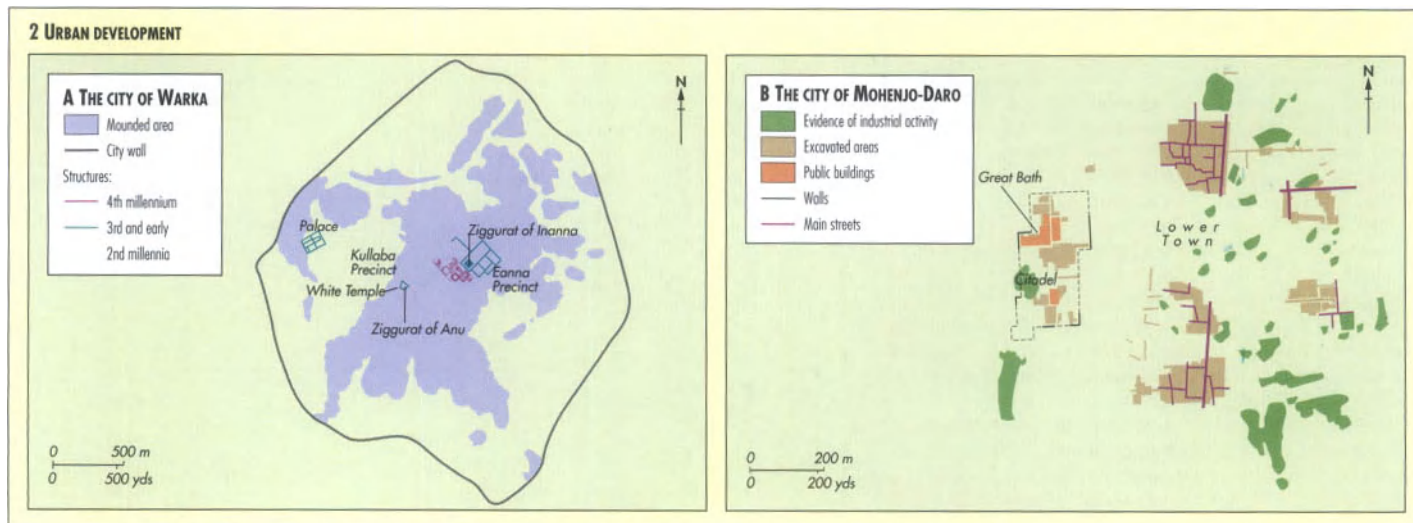 2 URBAN DEVELOPMENT
A THE CITY OF WARKA
Mounded area
City wall
Structures:
4th millennium
3rd and early
2nd millennia
N
Palace
Ziggurat of Inanna
Kullaba
Precinct
Eanna
Precinct
White Temple
Ziggurat of Anu
0 500 m
0 500 yds
B THE CITY OF MOHENJO-DARO
Evidence of industrial activity
Excavated areas
Public buildings
Walls
Main streets
N
Great Bath
Lower
Town
Citadel
0 200 m
0 200 yds